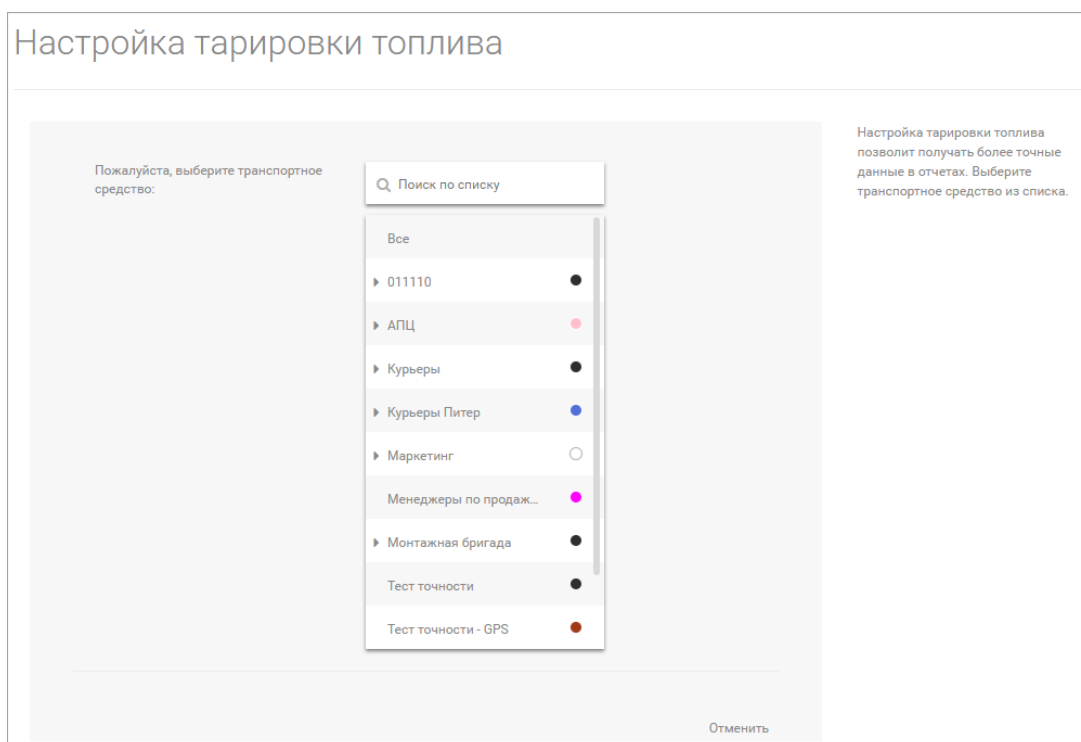 Настройка тарировки топлива
Пожалуйста, выберите транспортное
средство:
Поиск по списку
Все
011110
АПЦ
Курьеры
Курьеры Питер
Маркетинг
Менеджеры по продаж...
Монтажная бригада
Тест точности
Тест точности - GPS
Настройка тарировки топлива
позволит получать более точные
данные в отчетах. Выберите
транспортное средство из списка.
Отменить